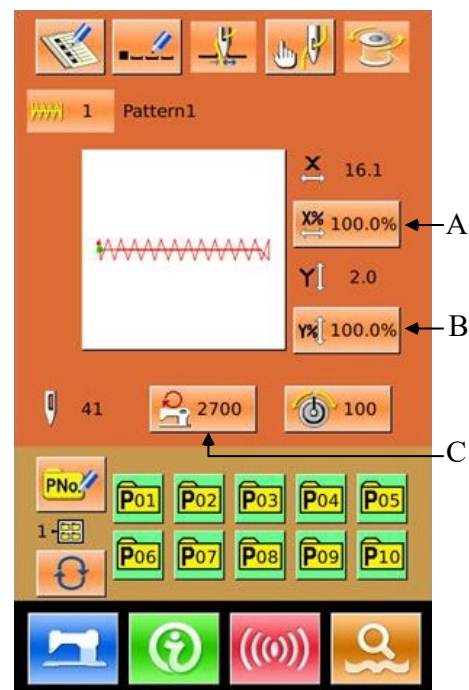 1 Pattern1
X 16.1
X% 100.0% A
Y 2.0
Y% 100.0% B
41 2700 100
C
PNo.
P01 P02 P03 P04 P05
1-
P06 P07 P08 P09 P10
i